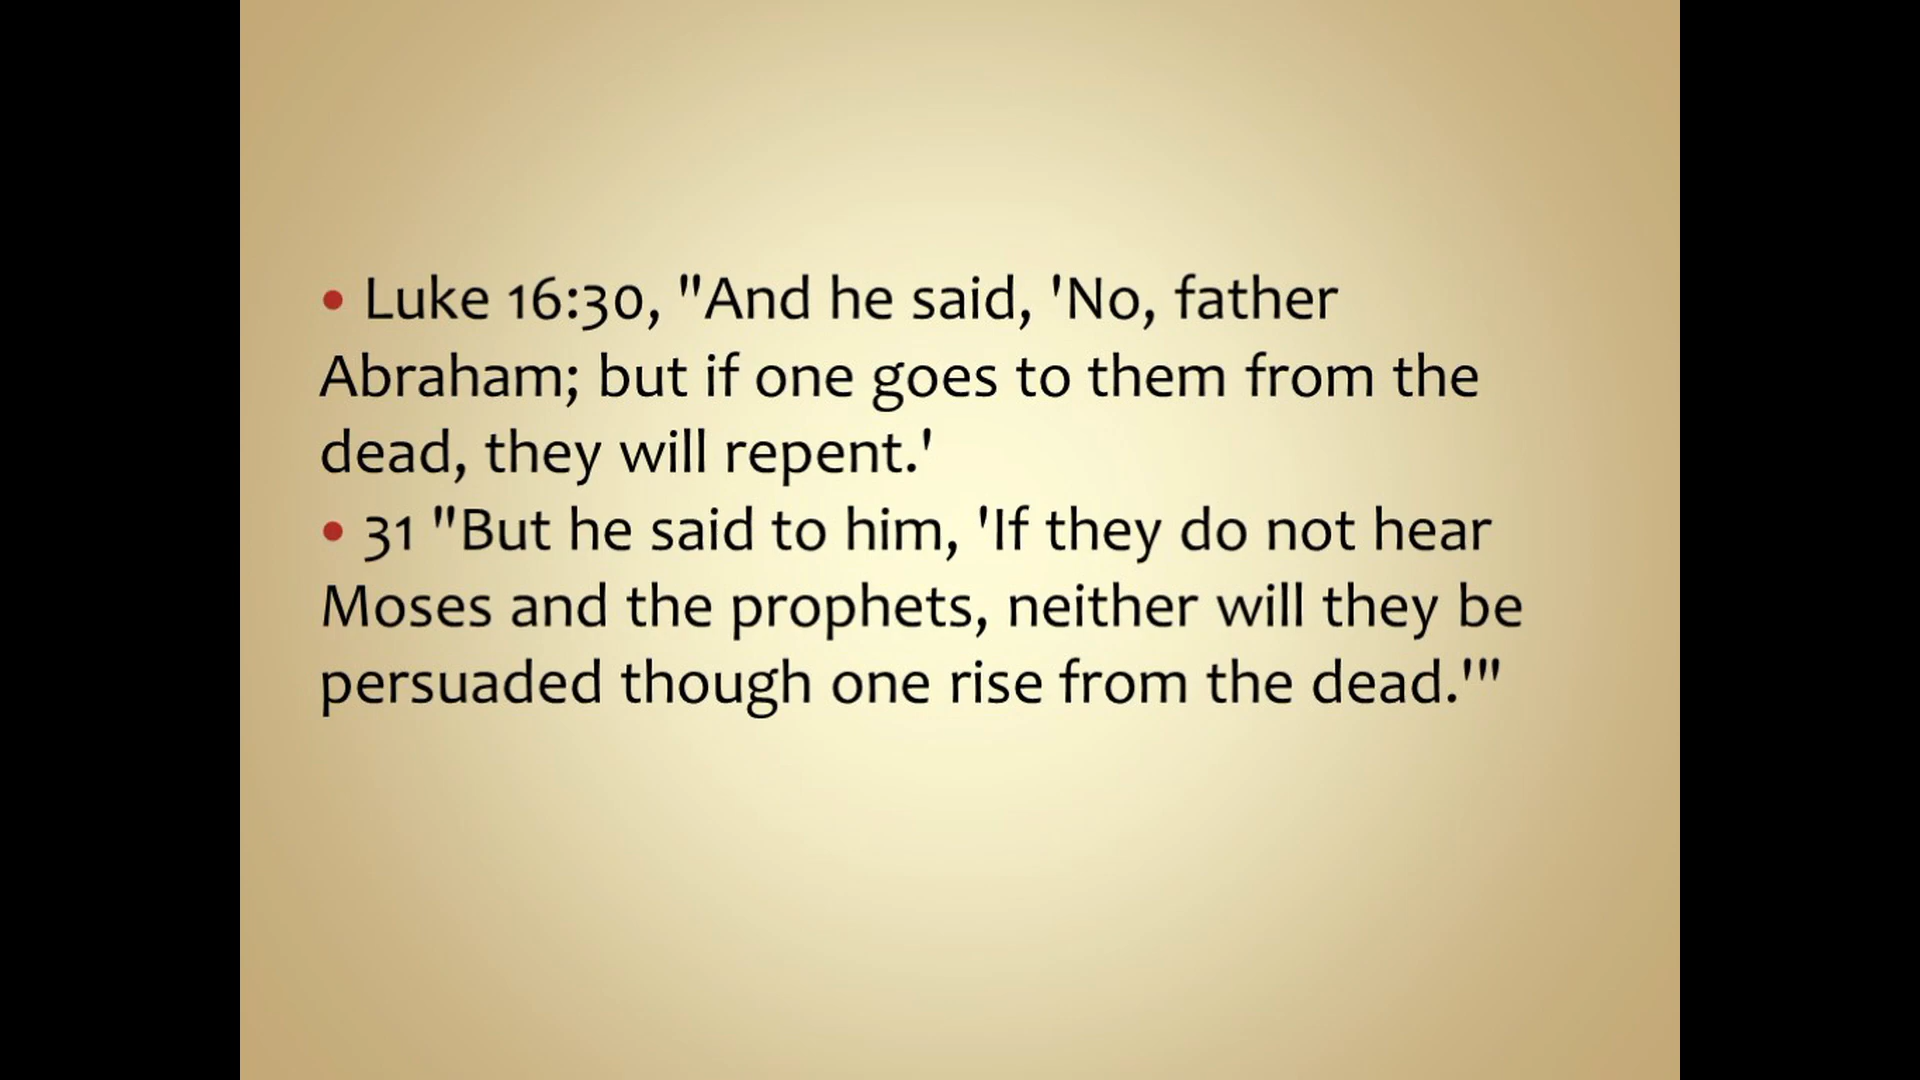 • Luke 16:30, "And he said, 'No, father
Abraham; but if one goes to them from the
dead, they will repent.'
• 31 "But he said to him, 'If they do not hear
Moses and the prophets, neither will they be
persuaded though one rise from the dead.'"